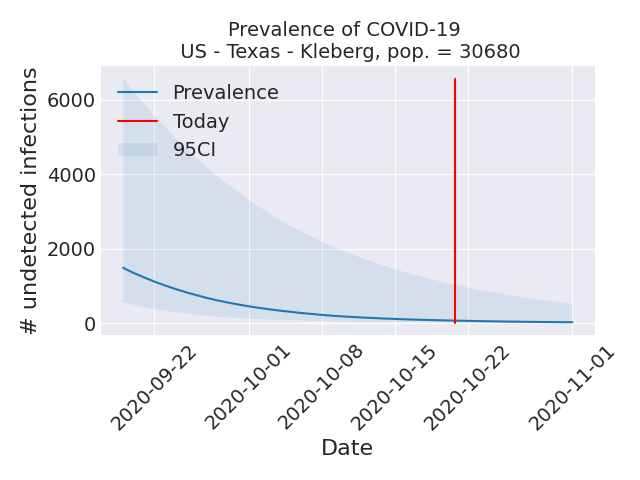 Prevalence of COVID-19
US - Texas - Kleberg, pop. = 30680
Prevalence
Today
95CI
# undetected infections
6000
4000
2000
0
2020-09-22
2020-10-01
2020-10-08
2020-10-15
2020-10-22
2020-11-01
Date